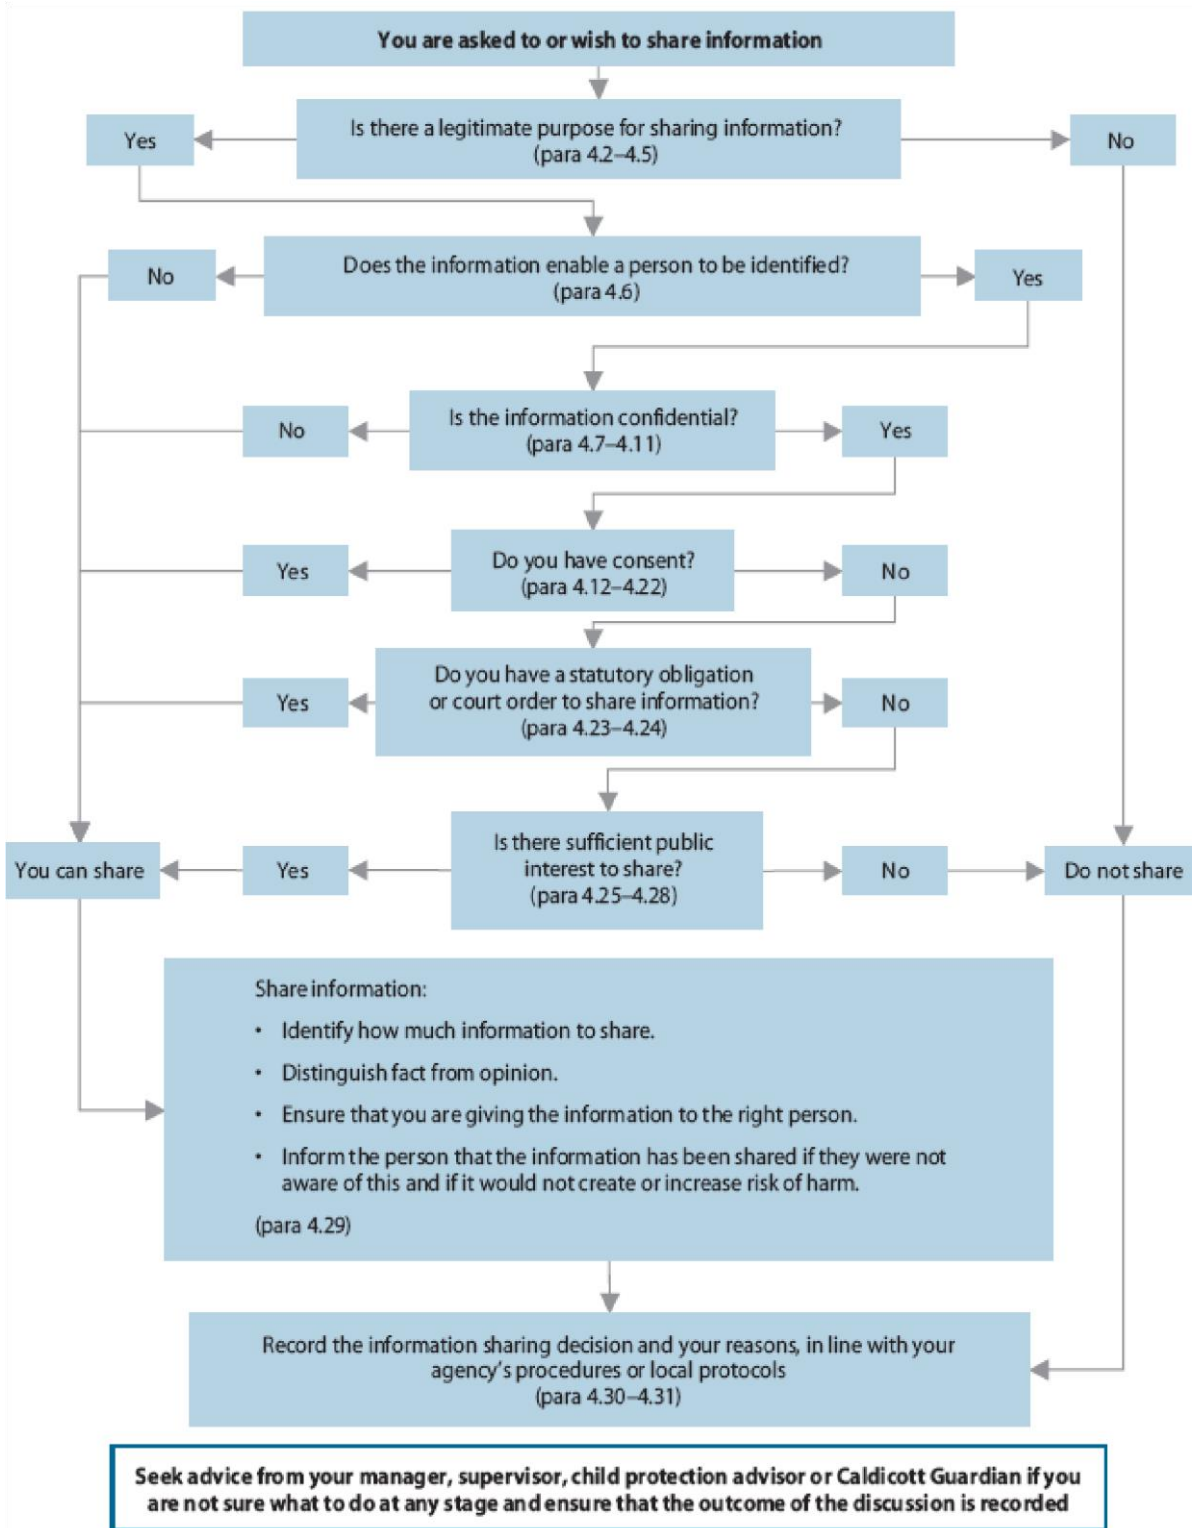 You are asked to or wish to share information
Is there a legitimate purpose for sharing information?
(para 4.2–4.5)
Yes
No
Does the information enable a person to be identified?
(para 4.6)
No
Yes
Is the information confidential?
(para 4.7–4.11)
No
Yes
Do you have consent?
(para 4.12–4.22)
Yes
No
Do you have a statutory obligation
or court order to share information?
(para 4.23–4.24)
Yes
No
Is there sufficient public
interest to share?
(para 4.25–4.28)
You can share
Yes
No
Do not share
Share information:
• Identify how much information to share.
• Distinguish fact from opinion.
• Ensure that you are giving the information to the right person.
• Inform the person that the information has been shared if they were not
aware of this and if it would not create or increase risk of harm.
(para 4.29)
Record the information sharing decision and your reasons, in line with your
agency's procedures or local protocols
(para 4.30–4.31)
Seek advice from your manager, supervisor, child protection advisor or Caldicott Guardian if you
are not sure what to do at any stage and ensure that the outcome of the discussion is recorded